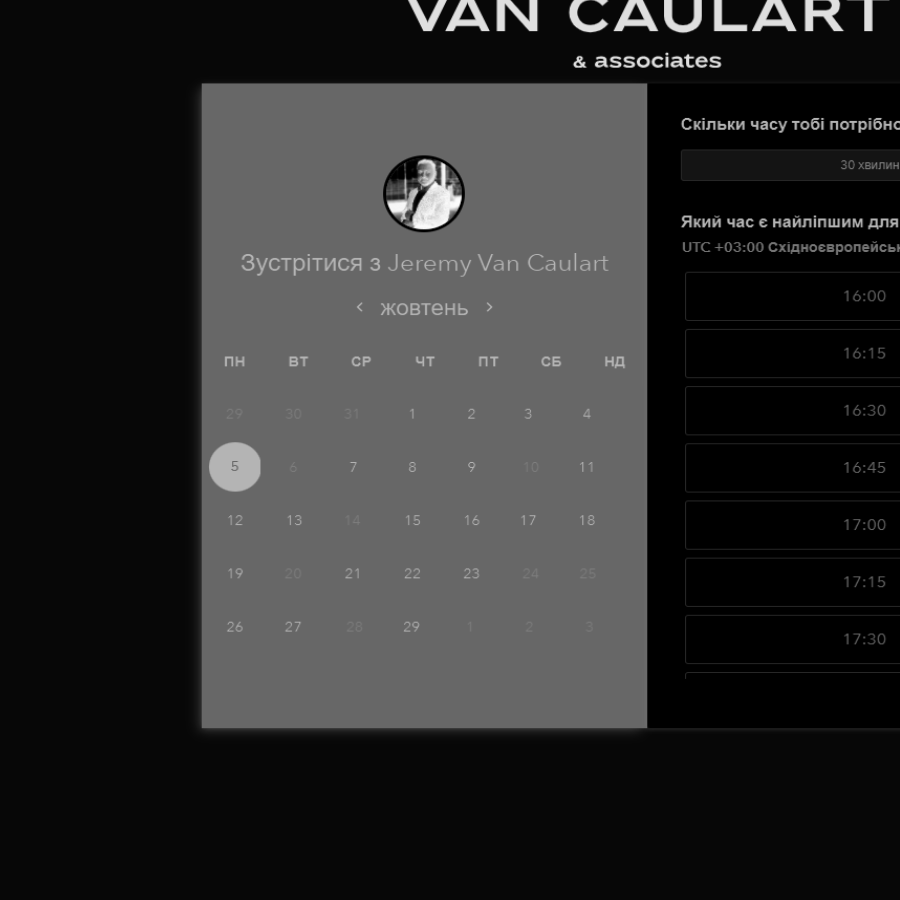 VAN CAULART
& associates
Зустрітися з Jeremy Van Caulart
жовтень
ПН ВТ СР ЧТ ПТ СБ НД
29 30 31 1 2 3 4
5 6 7 8 9 10 11
12 13 14 15 16 17 18
19 20 21 22 23 24 25
26 27 28 29 1 2 3
Скільки часу тобі потрібно
30 хвилин
Який час є найліпшим для
UTC +03:00 Східноєвропейськ
16:00
16:15
16:30
16:45
17:00
17:15
17:30